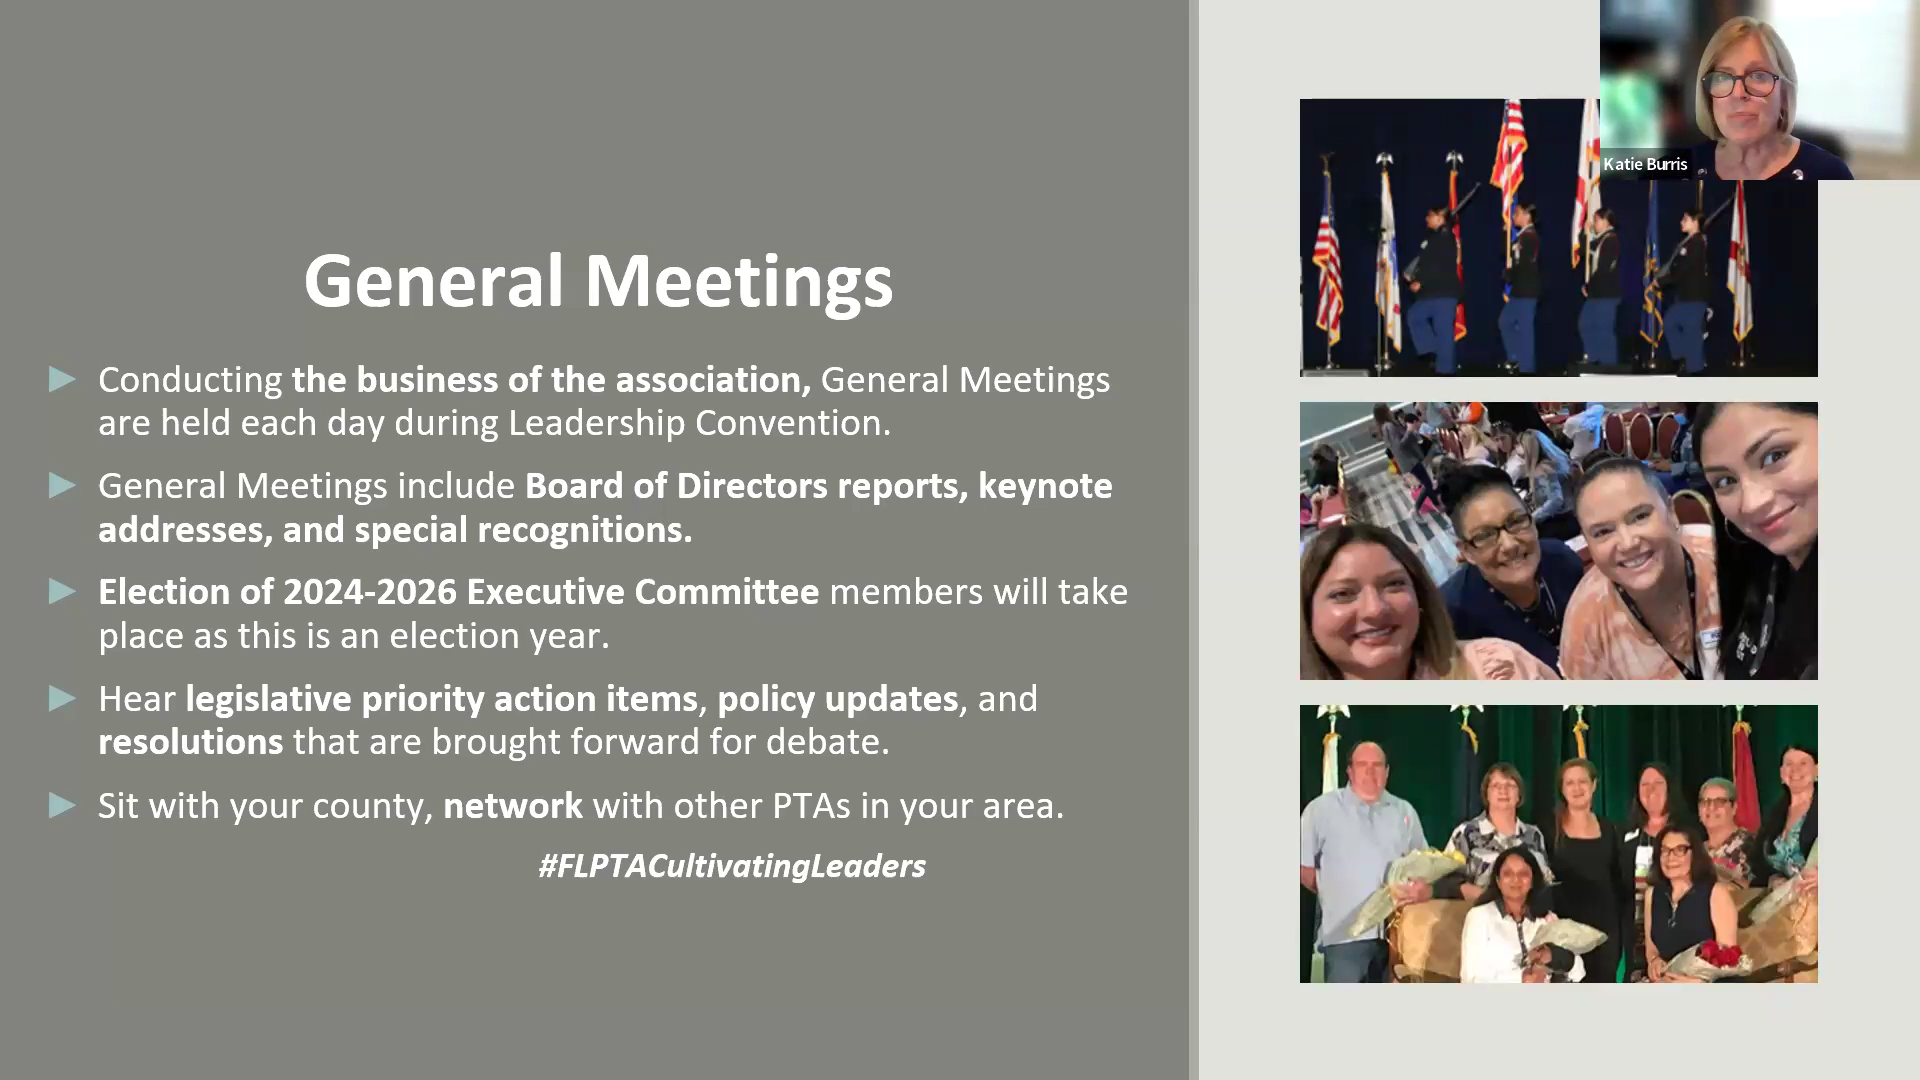 General Meetings
Conducting the business of the association, General Meetings
are held each day during Leadership Convention.
General Meetings include Board of Directors reports, keynote
addresses, and special recognitions.
Election of 2024-2026 Executive Committee members will take
place as this is an election year.
Hear legislative priority action items, policy updates, and
resolutions that are brought forward for debate.
Sit with your county, network with other PTAs in your area.
#FLPTACultivatingLeaders
Katie Burris